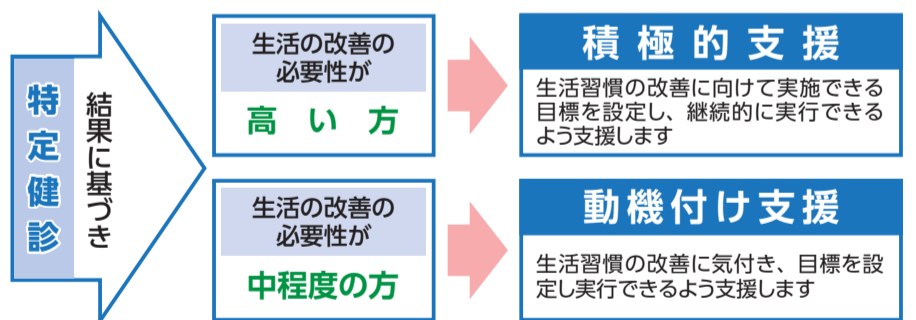 特定健診
結果に基づき
生活の改善の
必要性が
高い方
積極的支援
生活習慣の改善に向けて実施できる
目標を設定し、継続的に実行できる
よう支援します
生活の改善の
必要性が
中程度の方
動機付け支援
生活習慣の改善に気付き、目標を設
定し実行できるよう支援します